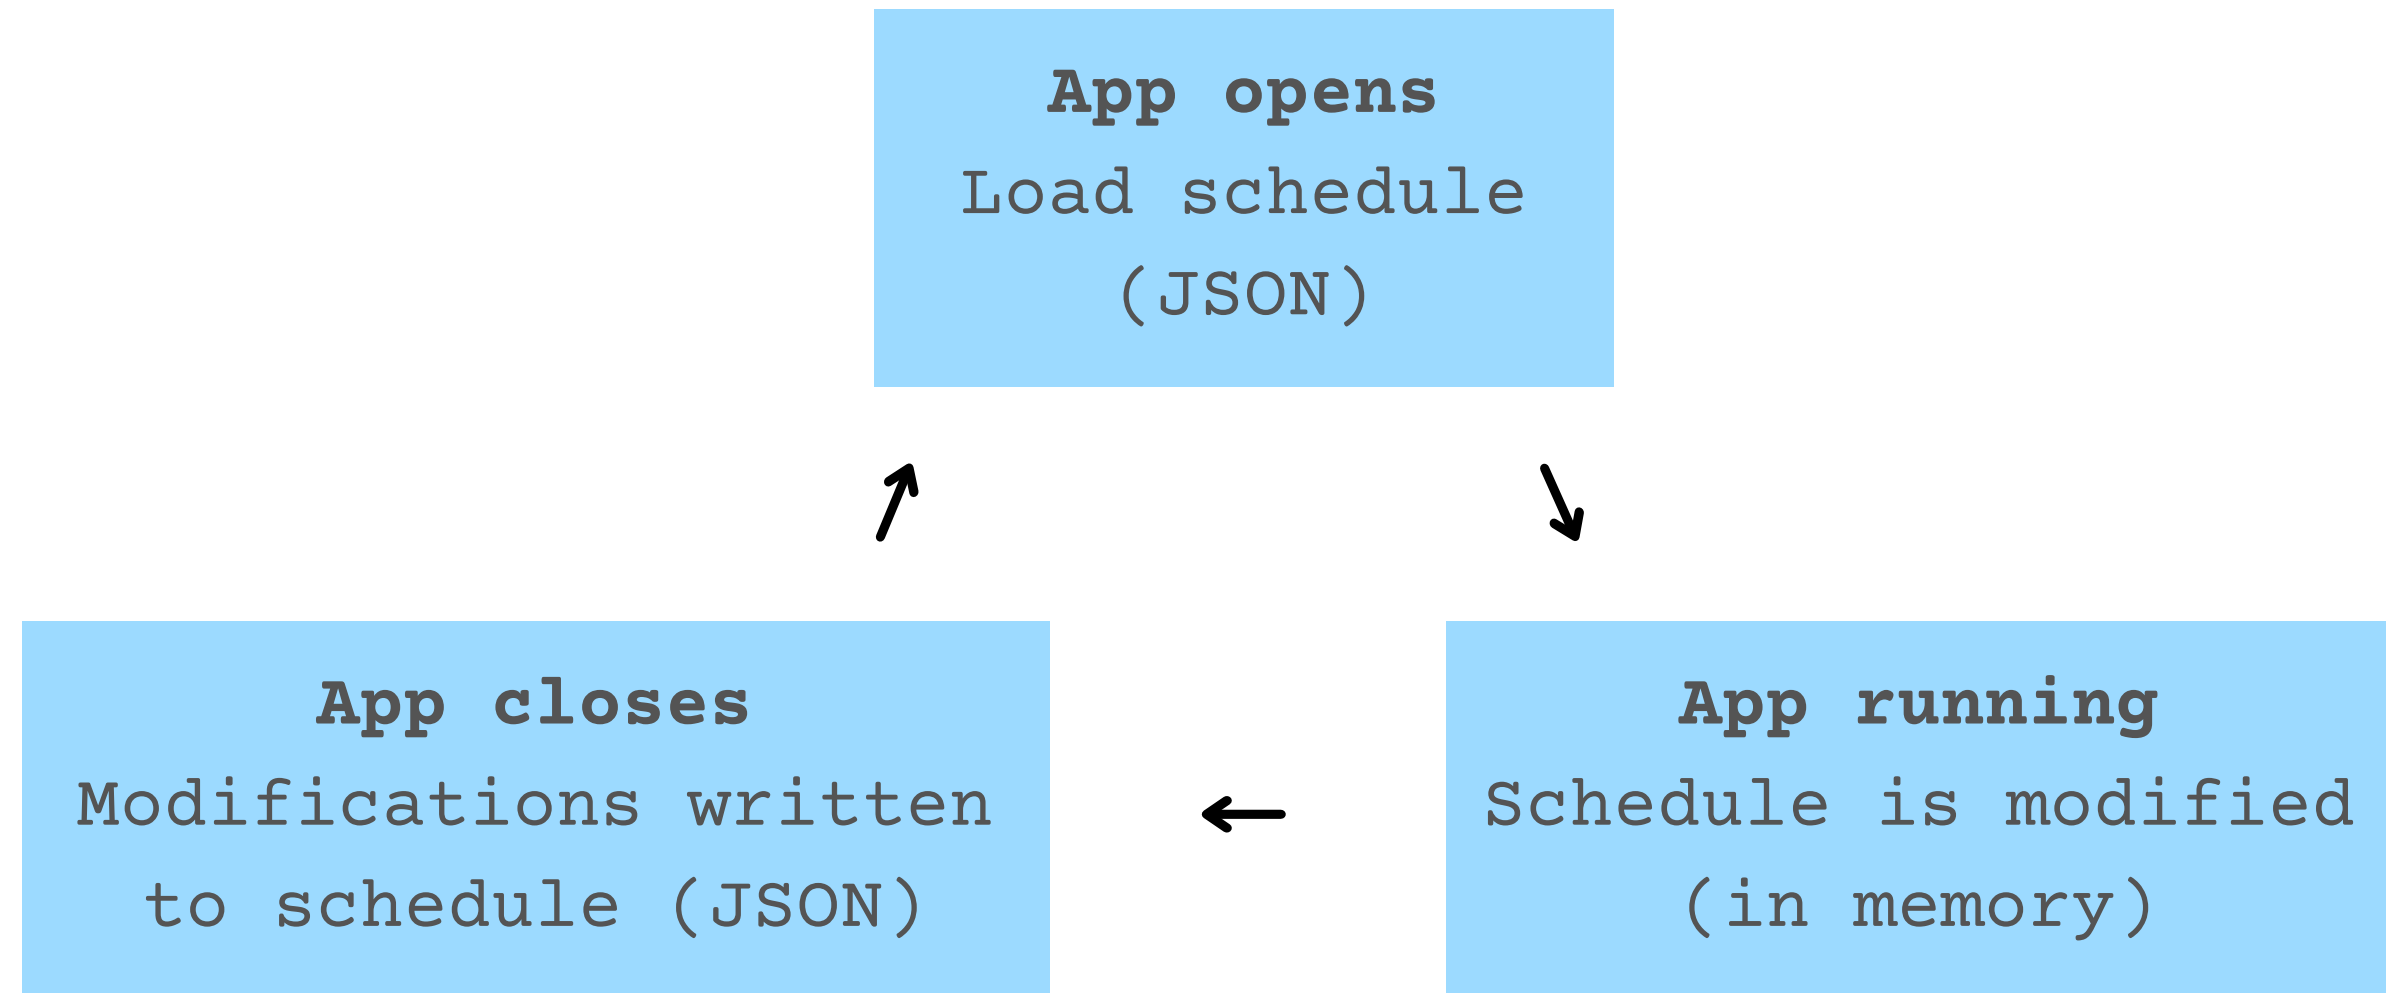 App opens
Load schedule
(JSON)
App closes
Modifications written
to schedule (JSON)
App running
Schedule is modified
(in memory)